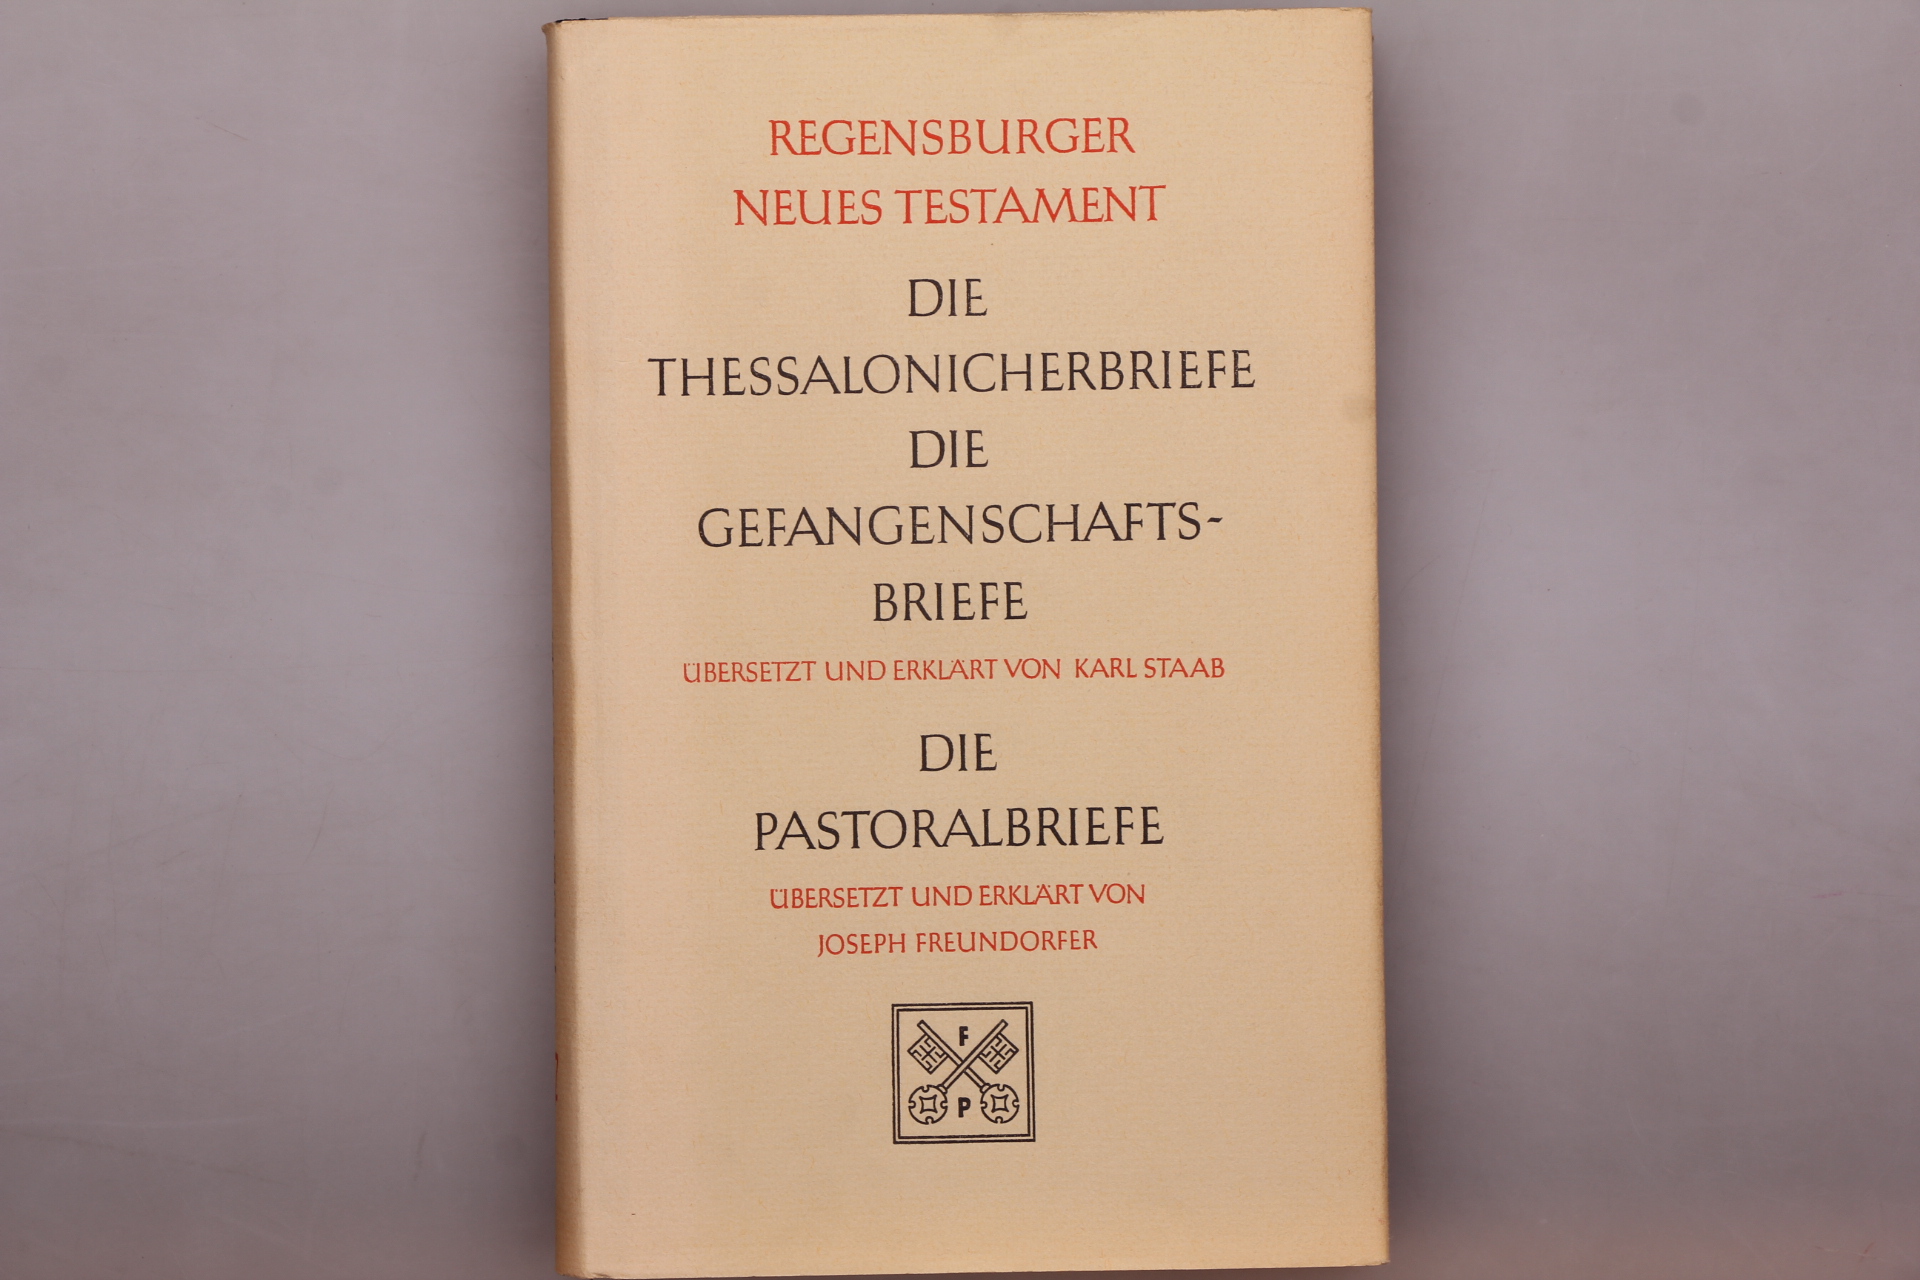 REGENSBURGER
NEUES TESTAMENT
DIE
THESSALONICHERBRIEFE
DIE
GEFANGENSCHAFTS-
BRIEFE
ÜBERSETZT UND ERKLÄRT VON KARL STAAB
DIE
PASTORALBRIEFE
ÜBERSETZT UND ERKLÄRT VON
JOSEPH FREUNDORFER
F
P